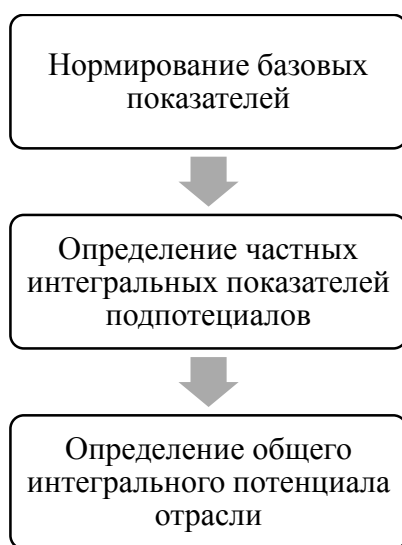 Нормирование базовых
показателей
Определение частных
интегральных показателей
подпотециалов
Определение общего
интегрального потенциала
отрасли